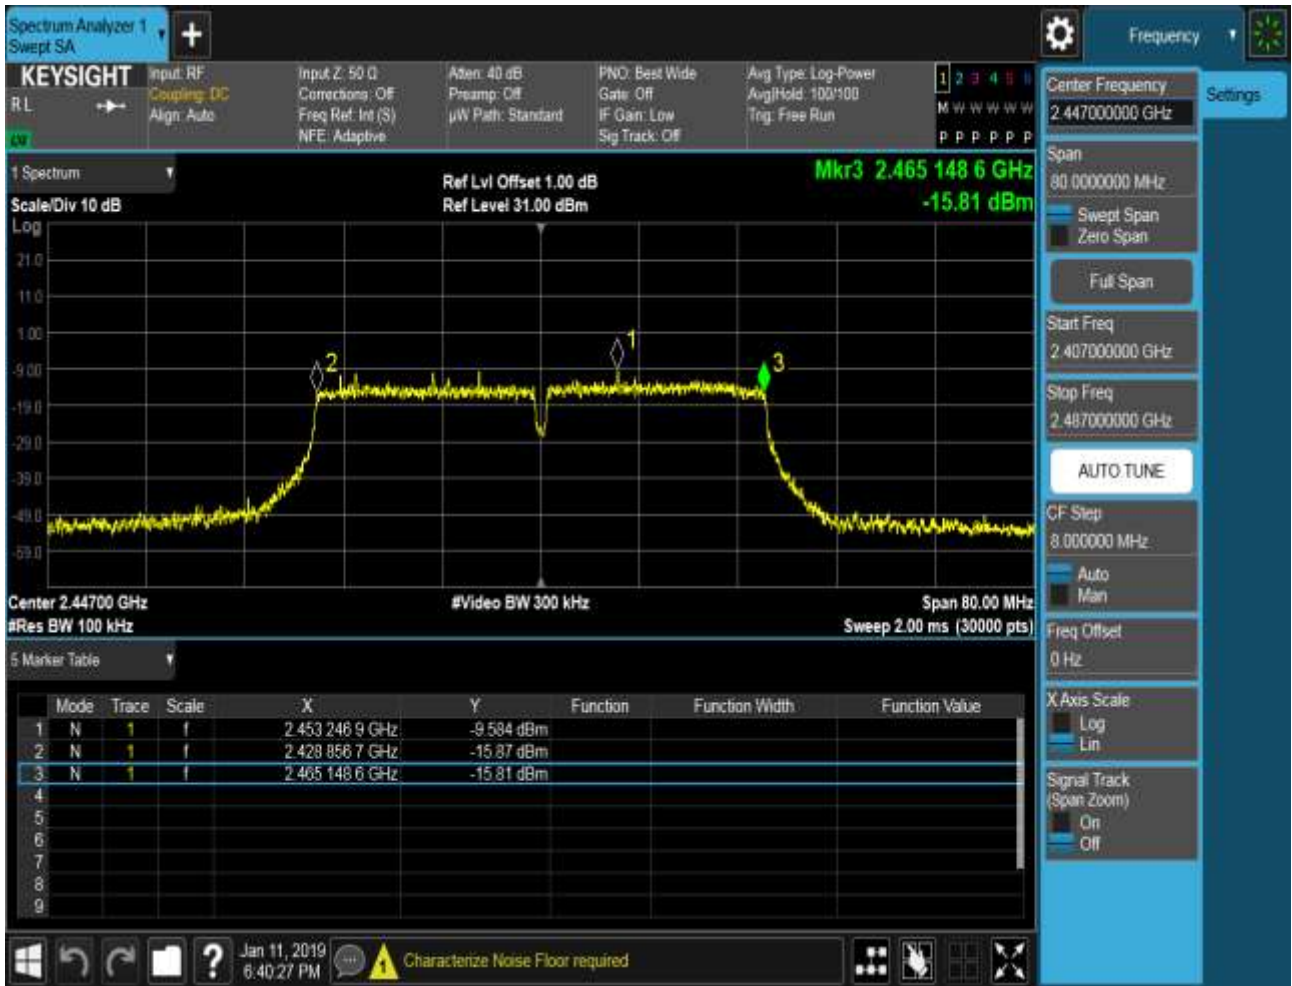 Spectrum Analyzer 1
Swept SA
Frequency
KEYSIGHT
R L
Input: RF
Coupling: DC
Align: Auto
Input Z: 50 Ω
Corrections: Off
Freq Ref: Int (S)
NFE: Adaptive
Atten: 40 dB
Preamp: Off
µW Path: Standard
PNO: Best Wide
Gate: Off
IF Gain: Low
Sig Track: Off
Avg Type: Log-Power
Avg|Hold: 100/100
Trig: Free Run
1 2 3 4 5 6
M W W W W W
P P P P P P
1 Spectrum
Scale/Div 10 dB
Ref Lvl Offset 1.00 dB
Ref Level 31.00 dBm
Mkr3 2.465 148 6 GHz
-15.81 dBm
Log
21.0
11.0
1.00
-9.00
-19.0
-29.0
-39.0
-49.0
-59.0
1
2
3
Center 2.44700 GHz
#Res BW 100 kHz
#Video BW 300 kHz
Span 80.00 MHz
Sweep 2.00 ms (30000 pts)
5 Marker Table
Mode Trace Scale X Y Function Function Width Function Value
1 N 1 f 2.453 246 9 GHz -9.584 dBm
2 N 1 f 2.428 856 7 GHz -15.87 dBm
3 N 1 f 2.465 148 6 GHz -15.81 dBm
4
5
6
7
8
9
Jan 11, 2019
6:40:27 PM
1
Characterize Noise Floor required
Settings
Center Frequency
2.447000000 GHz
Span
80.0000000 MHz
Swept Span
Zero Span
Full Span
Start Freq
2.407000000 GHz
Stop Freq
2.487000000 GHz
AUTO TUNE
CF Step
8.000000 MHz
Auto
Man
Freq Offset
0 Hz
X Axis Scale
Log
Lin
Signal Track
(Span Zoom)
On
Off